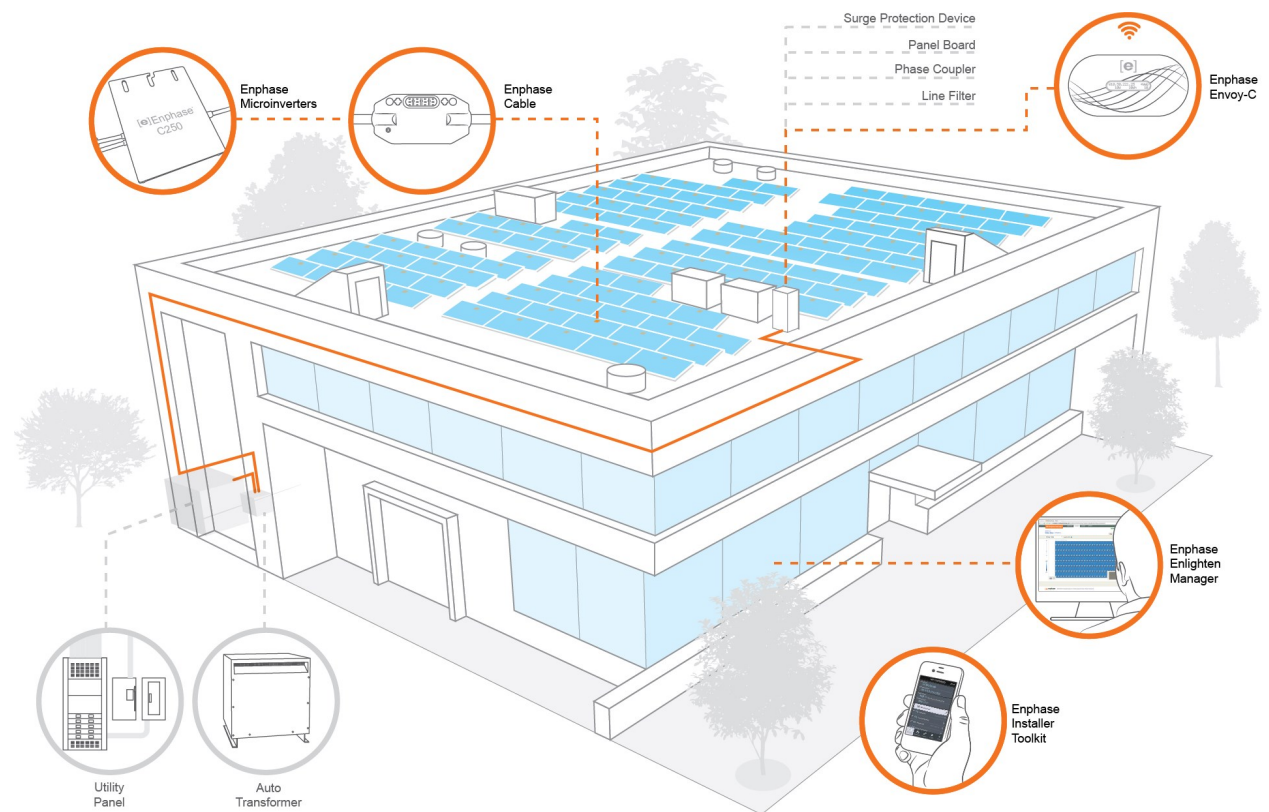 Surge Protection Device
Panel Board
Phase Coupler
Line Filter
Enphase
Microinverters
Enphase
Cable
Enphase
Envoy-C
[e]
[e]Enphase
C250
Enphase
Enlighten
Manager
Enphase
Installer
Toolkit
Utility
Panel
Auto
Transformer